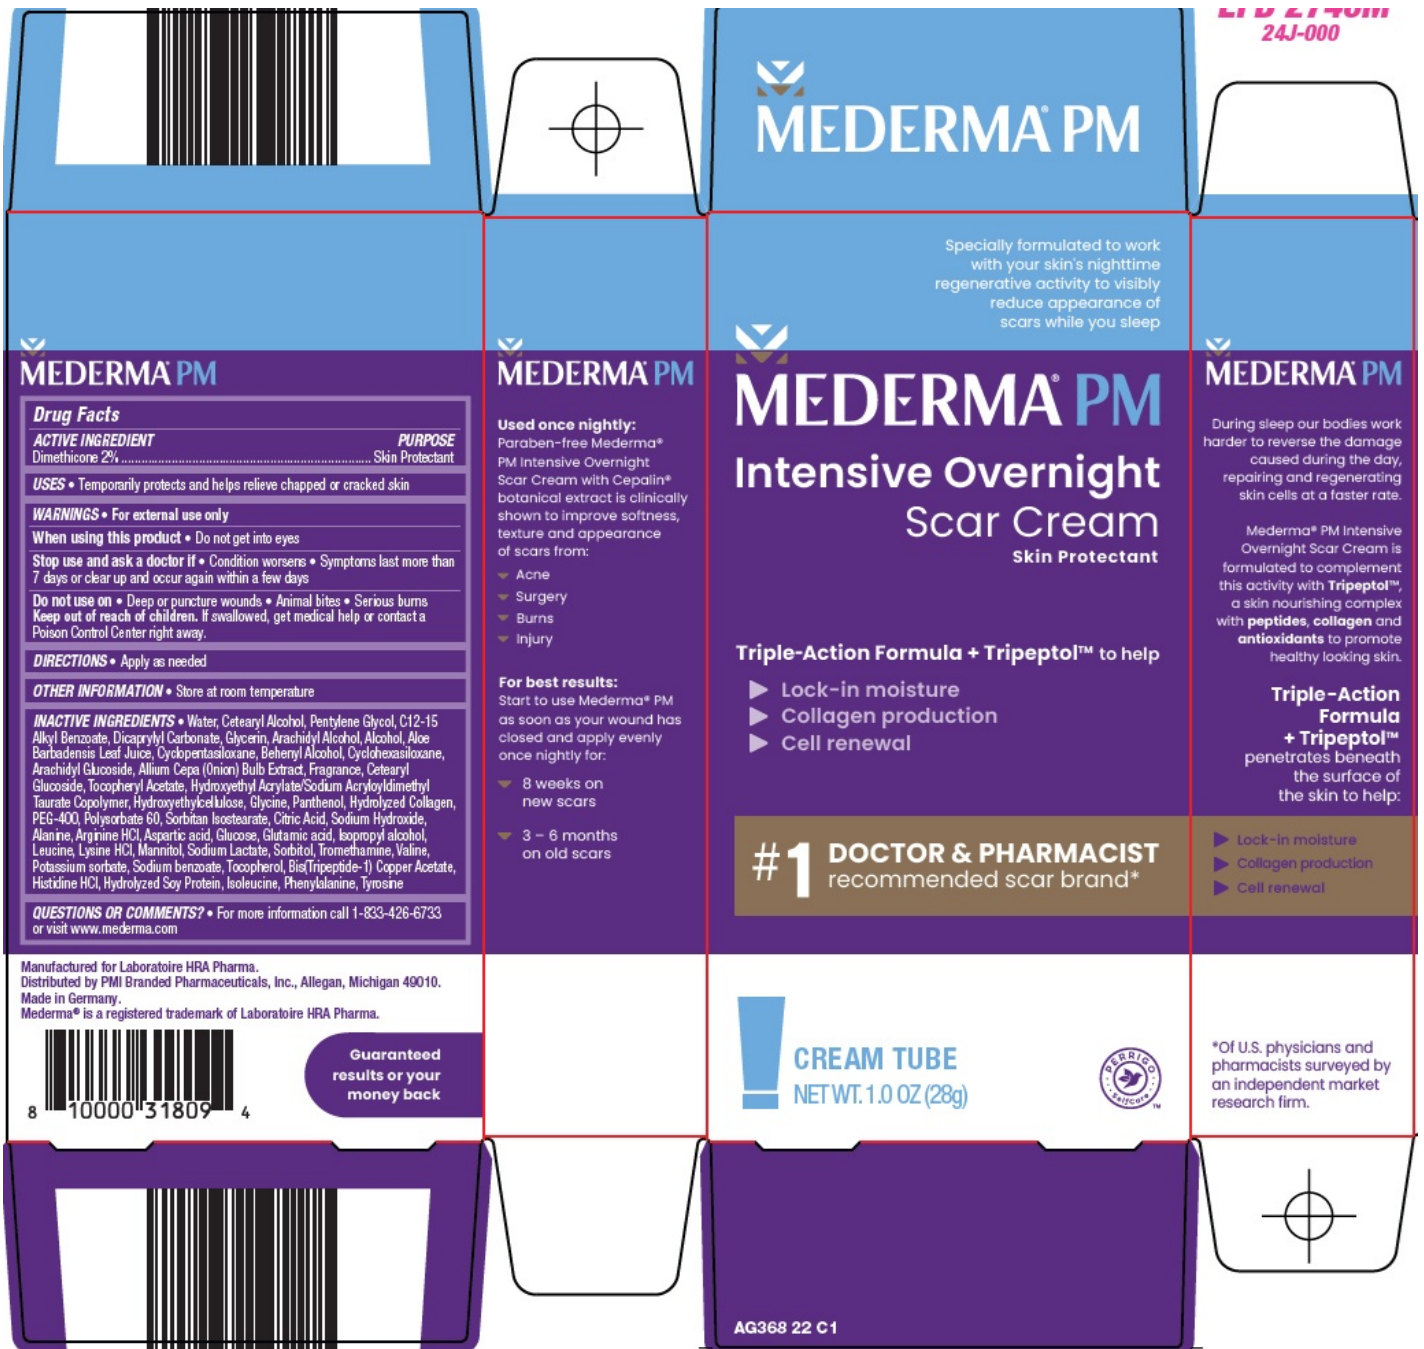 24J-000
MEDERMA® PM
Specially formulated to work
with your skin's nighttime
regenerative activity to visibly
reduce appearance of
scars while you sleep
MEDERMA® PM
Drug Facts
ACTIVE INGREDIENT PURPOSE
Dimethicone 2%........................................................................... Skin Protectant
USES • Temporarily protects and helps relieve chapped or cracked skin
WARNINGS • For external use only
When using this product • Do not get into eyes
Stop use and ask a doctor if • Condition worsens • Symptoms last more than
7 days or clear up and occur again within a few days
Do not use on • Deep or puncture wounds • Animal bites • Serious burns
Keep out of reach of children. If swallowed, get medical help or contact a
Poison Control Center right away.
DIRECTIONS • Apply as needed
OTHER INFORMATION • Store at room temperature
INACTIVE INGREDIENTS • Water, Cetearyl Alcohol, Pentylene Glycol, C12-15
Alkyl Benzoate, Dicaprylyl Carbonate, Glycerin, Arachidyl Alcohol, Alcohol, Aloe
Barbadensis Leaf Juice, Cyclopentasiloxane, Behenyl Alcohol, Cyclohexasiloxane,
Arachidyl Glucoside, Allium Cepa (Onion) Bulb Extract, Fragrance, Cetearyl
Glucoside, Tocopheryl Acetate, Hydroxyethyl Acrylate/Sodium Acryloyldimethyl
Taurate Copolymer, Hydroxyethylcellulose, Glycine, Panthenol, Hydrolyzed Collagen,
PEG-400, Polysorbate 60, Sorbitan Isostearate, Citric Acid, Sodium Hydroxide,
Alanine, Arginine HCl, Aspartic acid, Glucose, Glutamic acid, Isopropyl alcohol,
Leucine, Lysine HCl, Mannitol, Sodium Lactate, Sorbitol, Tromethamine, Valine,
Potassium sorbate, Sodium benzoate, Tocopherol, Bis(Tripeptide-1) Copper Acetate,
Histidine HCl, Hydrolyzed Soy Protein, Isoleucine, Phenylalanine, Tyrosine
QUESTIONS OR COMMENTS? • For more information call 1-833-426-6733
or visit www.mederma.com
Manufactured for Laboratoire HRA Pharma.
Distributed by PMI Branded Pharmaceuticals, Inc., Allegan, Michigan 49010.
Made in Germany.
Mederma® is a registered trademark of Laboratoire HRA Pharma.
8 10000 31809 4
Guaranteed
results or your
money back
MEDERMA® PM
Used once nightly:
Paraben-free Mederma®
PM Intensive Overnight
Scar Cream with Cepalin®
botanical extract is clinically
shown to improve softness,
texture and appearance
of scars from:
Acne
Surgery
Burns
Injury
For best results:
Start to use Mederma® PM
as soon as your wound has
closed and apply evenly
once nightly for:
8 weeks on
new scars
3 – 6 months
on old scars
MEDERMA® PM
Intensive Overnight
Scar Cream
Skin Protectant
Triple-Action Formula + Tripeptol™ to help
Lock-in moisture
Collagen production
Cell renewal
#1 DOCTOR & PHARMACIST
recommended scar brand*
CREAM TUBE
NET WT. 1.0 OZ (28g)
PERRIGO
Selfcare ™
AG368 22 C1
MEDERMA® PM
During sleep our bodies work
harder to reverse the damage
caused during the day,
repairing and regenerating
skin cells at a faster rate.
Mederma® PM Intensive
Overnight Scar Cream is
formulated to complement
this activity with Tripeptol™,
a skin nourishing complex
with peptides, collagen and
antioxidants to promote
healthy looking skin.
Triple-Action
Formula
+ Tripeptol™
penetrates beneath
the surface of
the skin to help:
Lock-in moisture
Collagen production
Cell renewal
*Of U.S. physicians and
pharmacists surveyed by
an independent market
research firm.